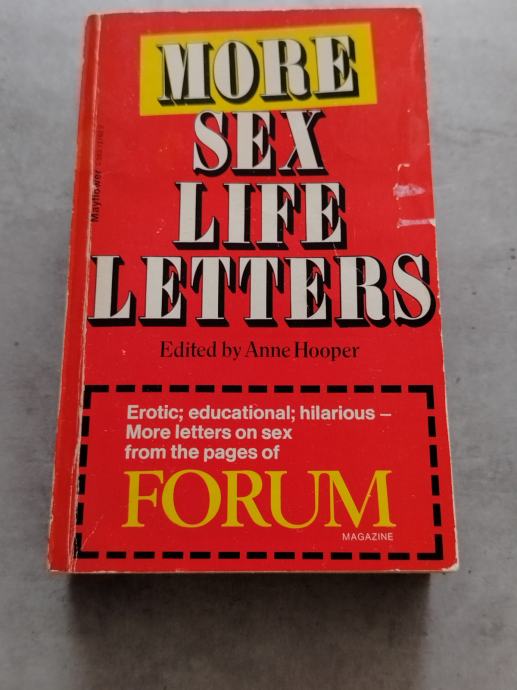 MORE
SEX
LIFE
LETTERS
Edited by Anne Hooper
Erotic; educational; hilarious –
More letters on sex
from the pages of
FORUM
MAGAZINE
Mayflower